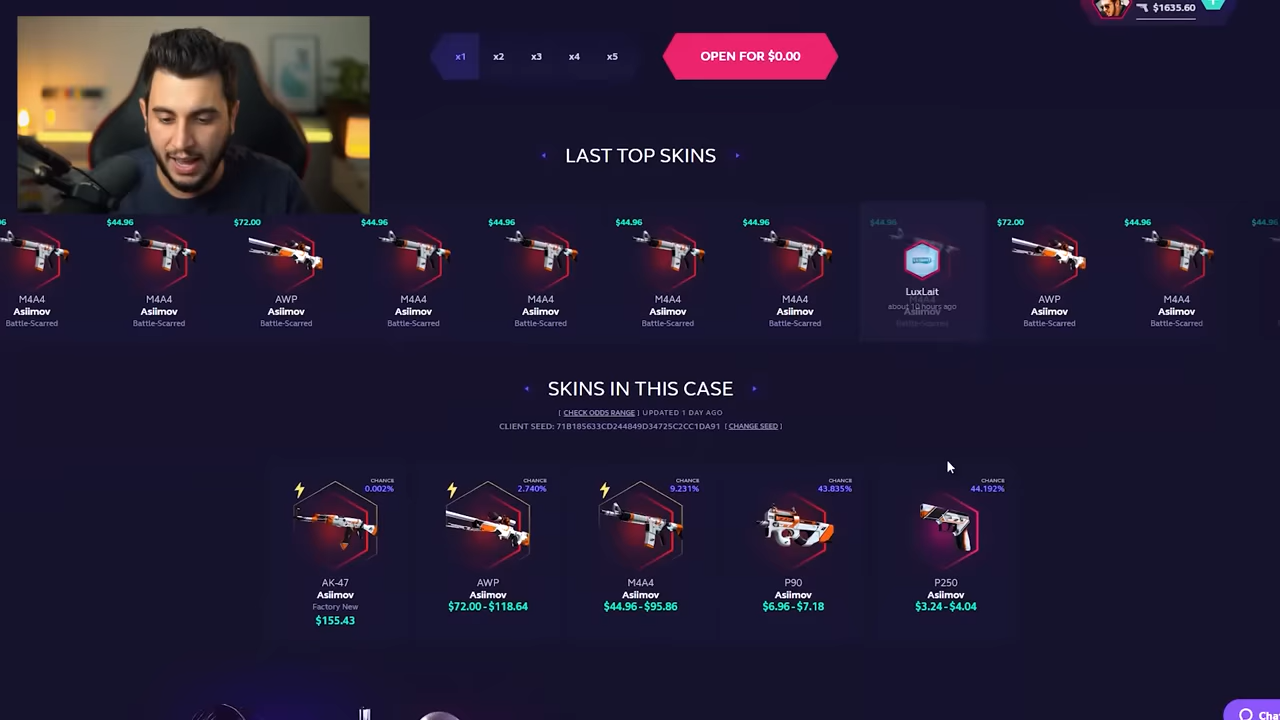 $1635.60
x1 x2 x3 x4 x5 OPEN FOR $0.00
LAST TOP SKINS
$44.96 $72.00 $44.96 $44.96 $44.96 $44.96 $44.96 $72.00 $44.96
M4A4 M4A4 AWP M4A4 M4A4 M4A4 M4A4 LuxLait AWP M4A4
about 10 hours ago
Asiimov Asiimov Asiimov Asiimov Asiimov Asiimov Asiimov Asiimov Asiimov Asiimov
Battle-Scarred Battle-Scarred Battle-Scarred Battle-Scarred Battle-Scarred Battle-Scarred Battle-Scarred Battle-Scarred Battle-Scarred Battle-Scarred
SKINS IN THIS CASE
[ CHECK ODDS RANGE ] UPDATED 1 DAY AGO
CLIENT SEED: 71B185633CD244849D34725C2CC1DA91 [ CHANGE SEED ]
CHANCE CHANCE CHANCE CHANCE CHANCE
0.002% 2.740% 9.231% 43.835% 44.192%
AK-47 AWP M4A4 P90 P250
Asiimov Asiimov Asiimov Asiimov Asiimov
Factory New $72.00 - $118.64 $44.96 - $95.86 $6.96 - $7.18 $3.24 - $4.04
$155.43